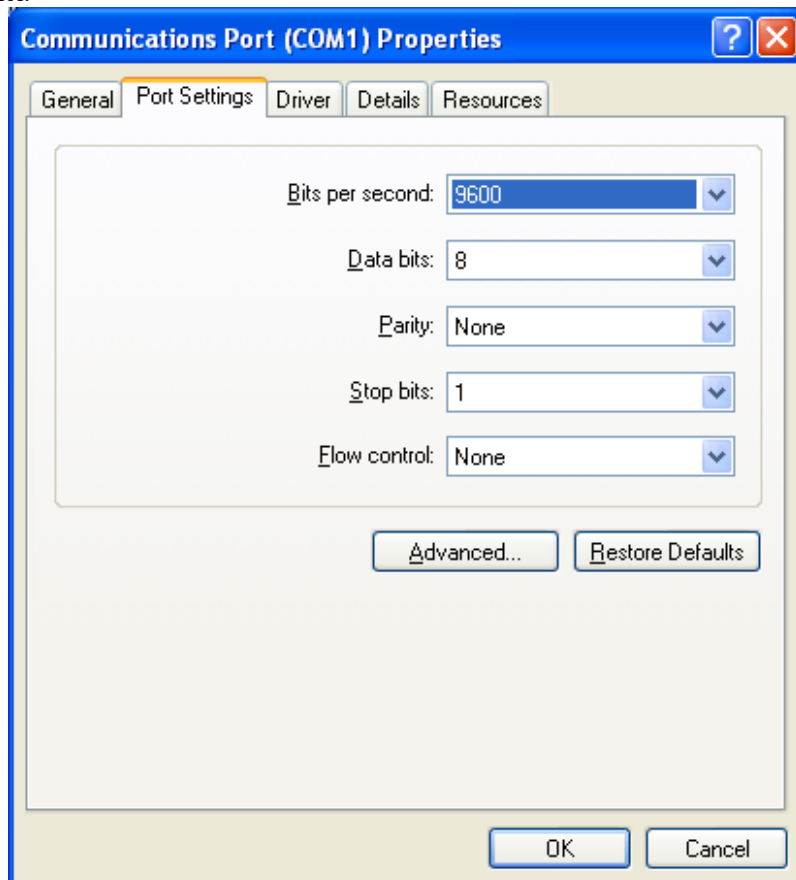 Communications Port (COM1) Properties
General Port Settings Driver Details Resources
Bits per second: 9600
Data bits: 8
Parity: None
Stop bits: 1
Flow control: None
Advanced... Restore Defaults
OK Cancel